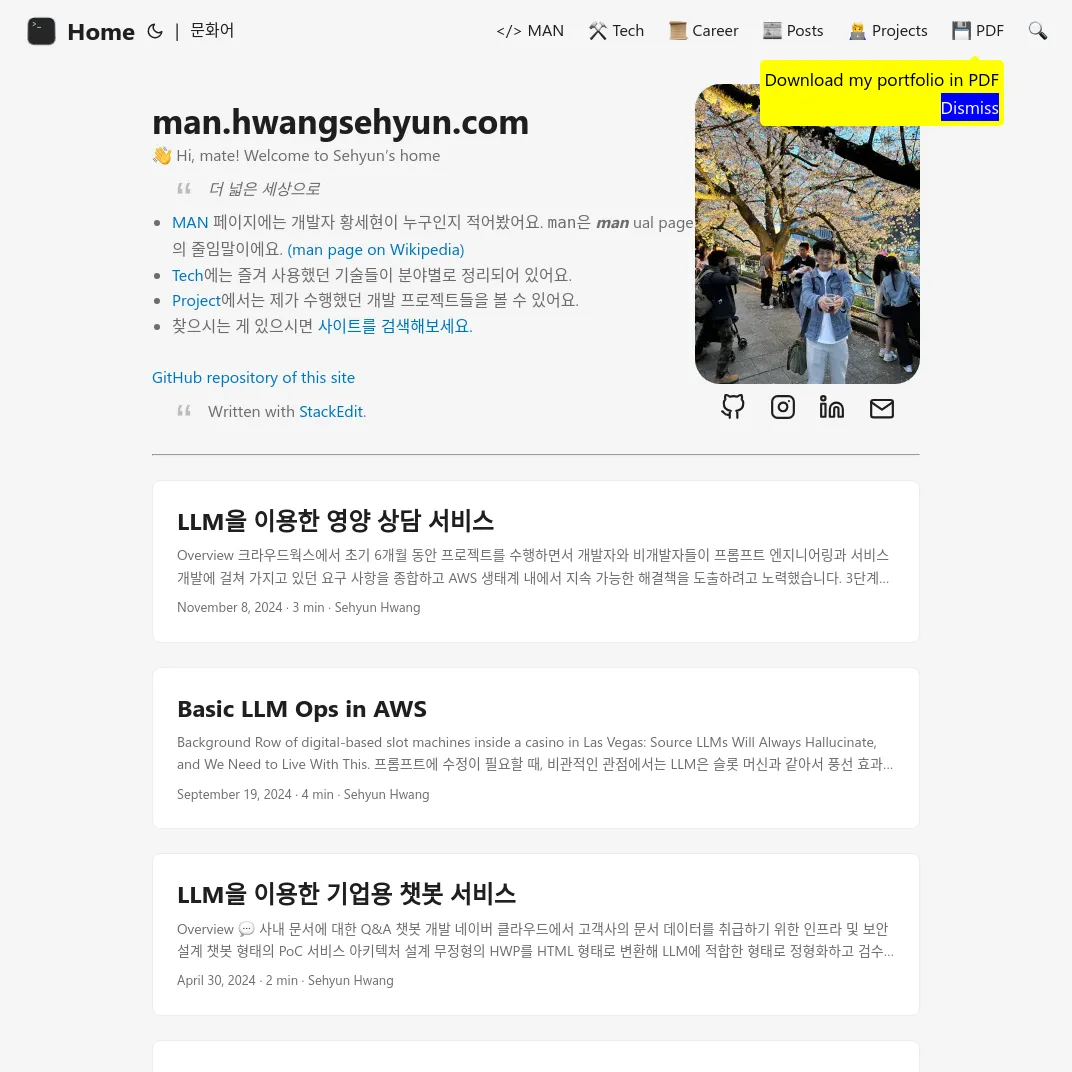 Home | 문화어
</> MAN
Tech
Career
Posts
Projects
PDF
Download my portfolio in PDF
Dismiss
man.hwangsehyun.com
👋 Hi, mate! Welcome to Sehyun’s home
더 넓은 세상으로
MAN 페이지에는 개발자 황세현이 누구인지 적어봤어요. man은 man ual page
의 줄임말이에요. (man page on Wikipedia)
Tech에는 즐겨 사용했던 기술들이 분야별로 정리되어 있어요.
Project에서는 제가 수행했던 개발 프로젝트들을 볼 수 있어요.
찾으시는 게 있으시면 사이트를 검색해보세요.
GitHub repository of this site
Written with StackEdit.
LLM을 이용한 영양 상담 서비스
Overview 크라우드웍스에서 초기 6개월 동안 프로젝트를 수행하면서 개발자와 비개발자들이 프롬프트 엔지니어링과 서비스
개발에 걸쳐 가지고 있던 요구 사항을 종합하고 AWS 생태계 내에서 지속 가능한 해결책을 도출하려고 노력했습니다. 3단계...
November 8, 2024 · 3 min · Sehyun Hwang
Basic LLM Ops in AWS
Background Row of digital-based slot machines inside a casino in Las Vegas: Source LLMs Will Always Hallucinate,
and We Need to Live With This. 프롬프트에 수정이 필요할 때, 비관적인 관점에서는 LLM은 슬롯 머신과 같아서 풍선 효과...
September 19, 2024 · 4 min · Sehyun Hwang
LLM을 이용한 기업용 챗봇 서비스
Overview 💬 사내 문서에 대한 Q&A 챗봇 개발 네이버 클라우드에서 고객사의 문서 데이터를 취급하기 위한 인프라 및 보안
설계 챗봇 형태의 PoC 서비스 아키텍처 설계 무정형의 HWP를 HTML 형태로 변환해 LLM에 적합한 형태로 정형화하고 검수...
April 30, 2024 · 2 min · Sehyun Hwang